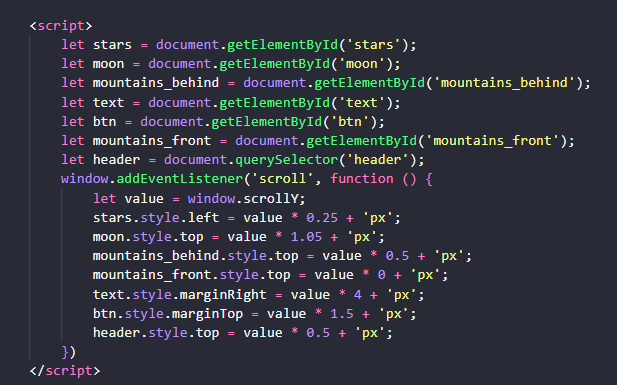 <script>
    let stars = document.getElementById('stars');
    let moon = document.getElementById('moon');
    let mountains_behind = document.getElementById('mountains_behind');
    let text = document.getElementById('text');
    let btn = document.getElementById('btn');
    let mountains_front = document.getElementById('mountains_front');
    let header = document.querySelector('header');
    window.addEventListener('scroll', function () {
        let value = window.scrollY;
        stars.style.left = value * 0.25 + 'px';
        moon.style.top = value * 1.05 + 'px';
        mountains_behind.style.top = value * 0.5 + 'px';
        mountains_front.style.top = value * 0 + 'px';
        text.style.marginRight = value * 4 + 'px';
        btn.style.marginTop = value * 1.5 + 'px';
        header.style.top = value * 0.5 + 'px';
    })
</script>